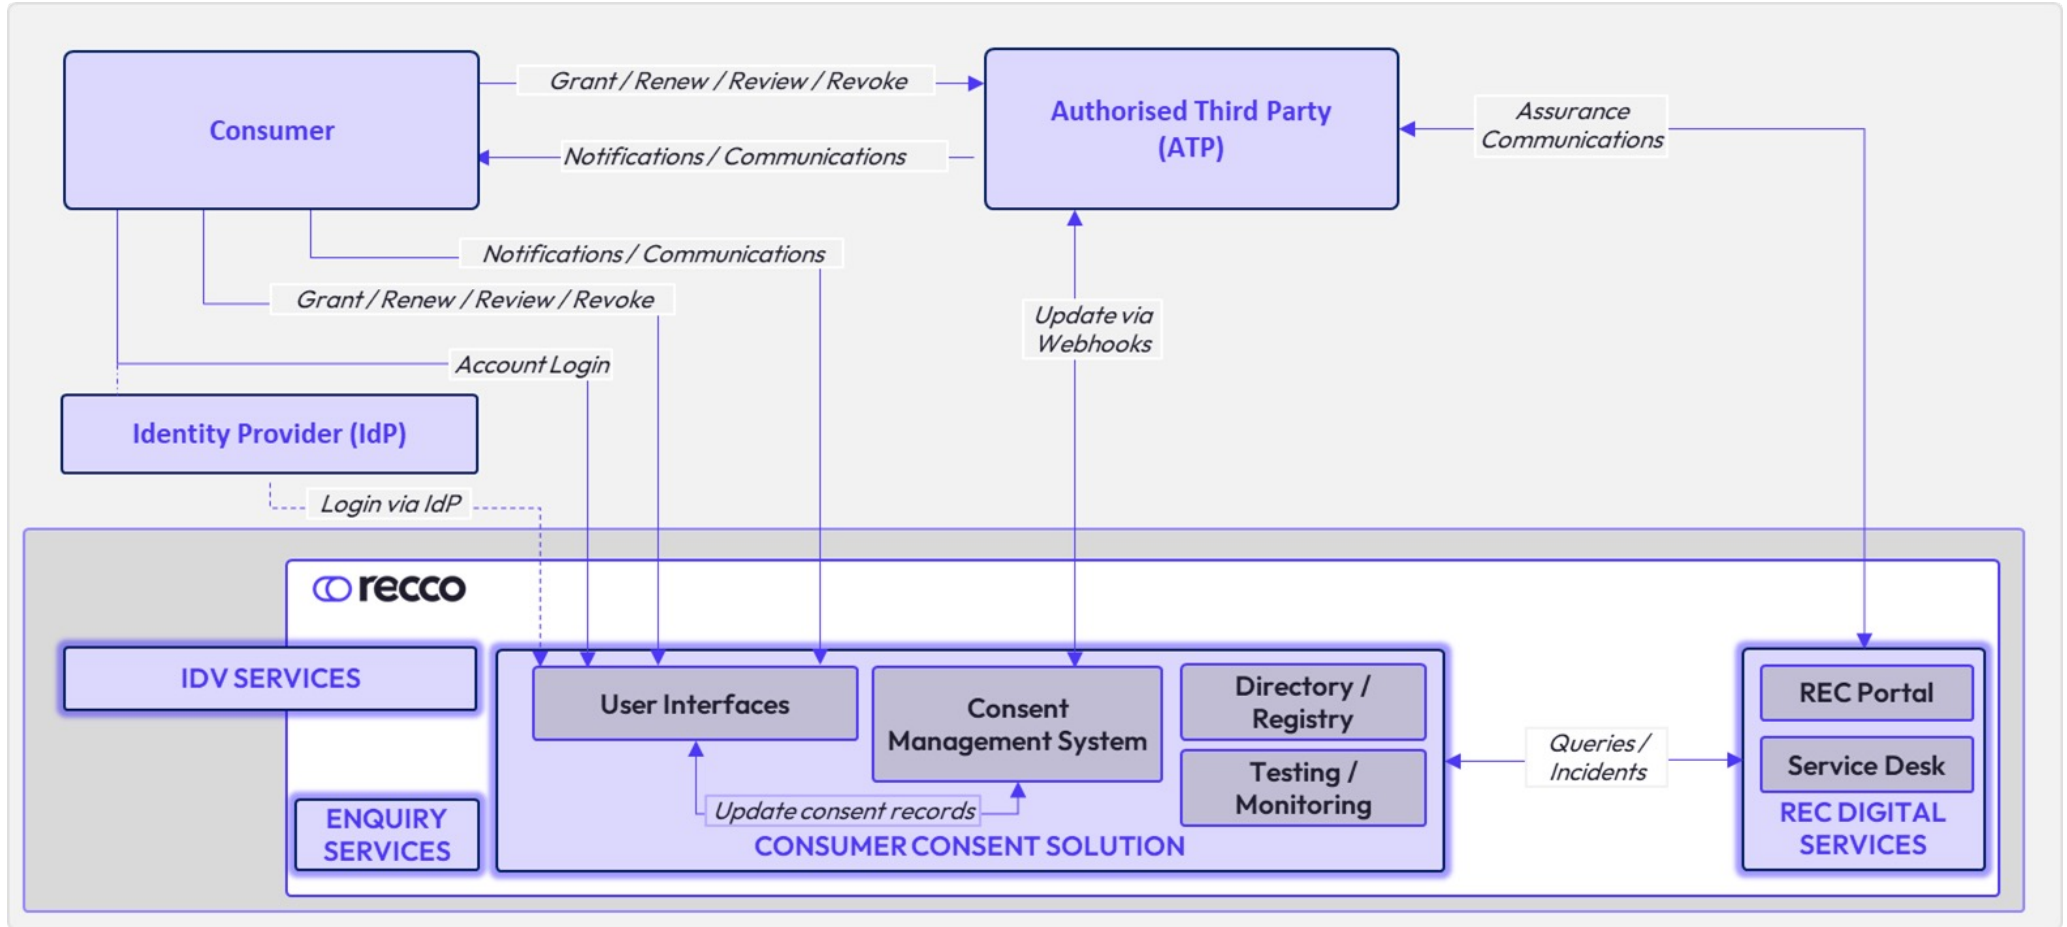 Consumer
Grant / Renew / Review / Revoke
Notifications / Communications
Authorised Third Party
(ATP)
Assurance
Communications
Notifications / Communications
Grant / Renew / Review / Revoke
Account Login
Update via
Webhooks
Identity Provider (IdP)
Login via IdP
recco
IDV SERVICES
ENQUIRY
SERVICES
User Interfaces
Consent
Management System
Directory /
Registry
Testing /
Monitoring
Update consent records
CONSUMER CONSENT SOLUTION
Queries /
Incidents
REC Portal
Service Desk
REC DIGITAL
SERVICES